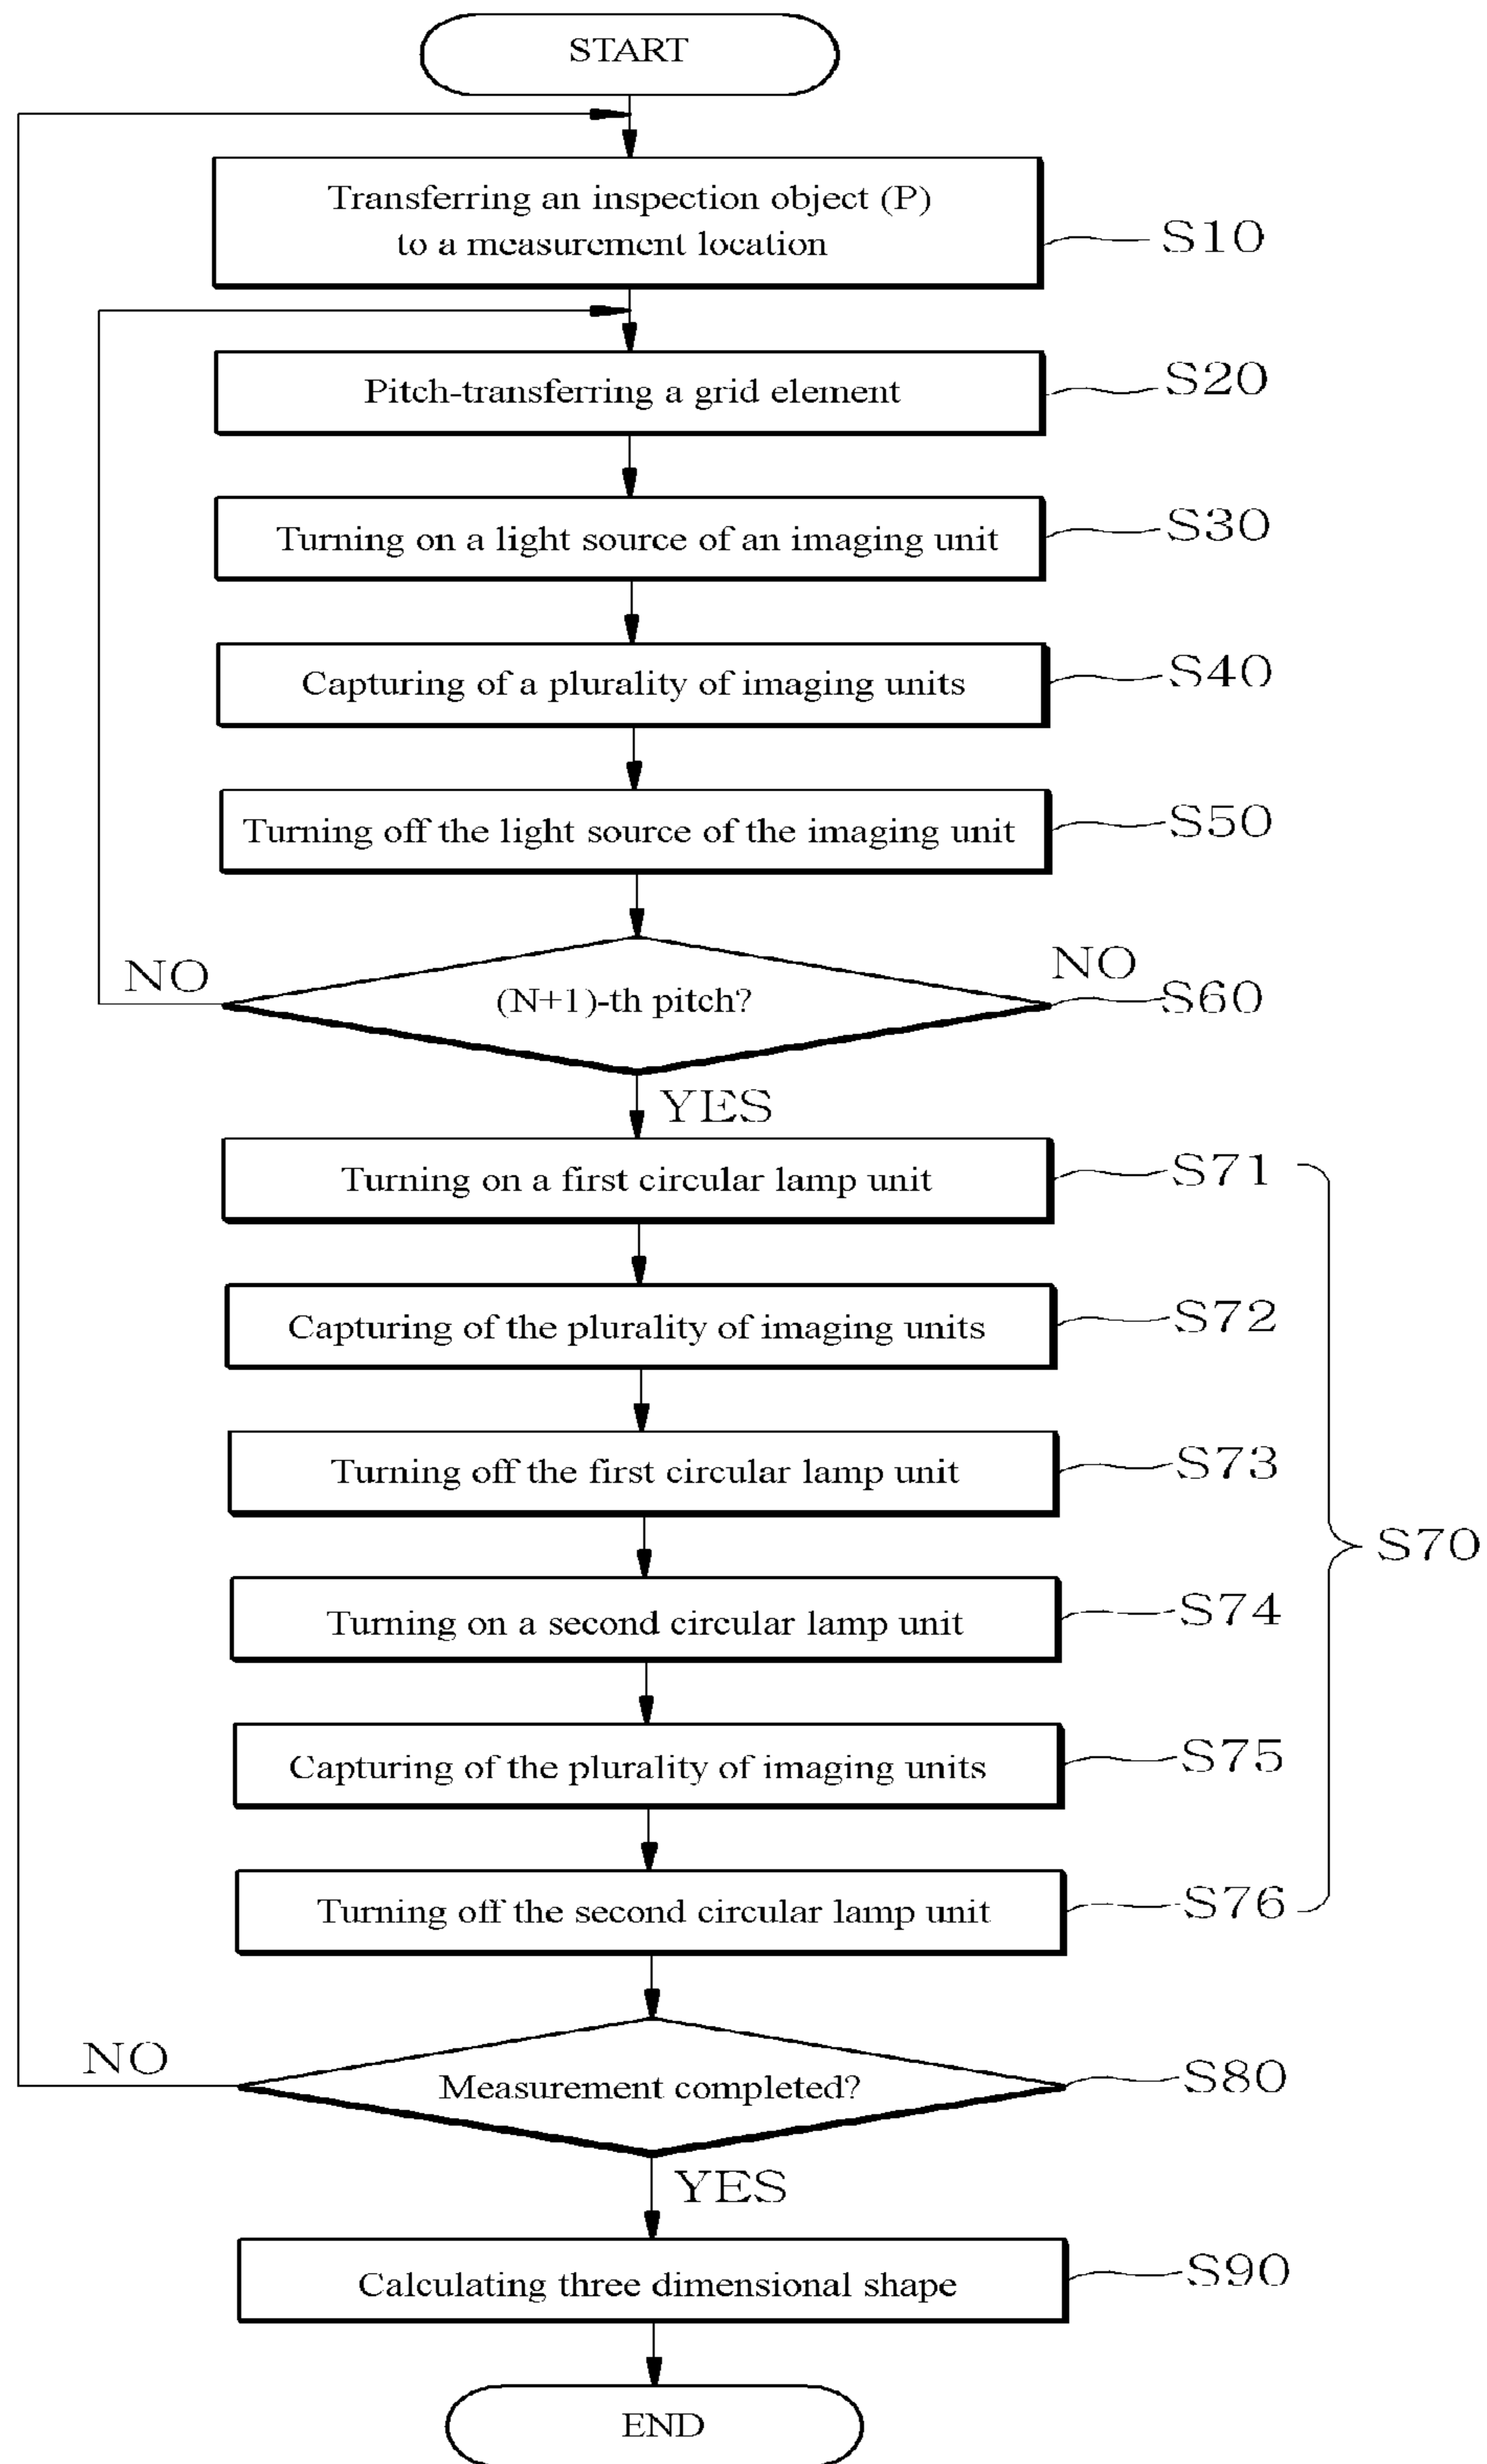 START
Transferring an inspection object (P)
to a measurement location
S10
Pitch-transferring a grid element
S20
Turning on a light source of an imaging unit
S30
Capturing of a plurality of imaging units
S40
Turning off the light source of the imaging unit
S50
NO
(N+1)-th pitch?
NO
S60
YES
Turning on a first circular lamp unit
S71
Capturing of the plurality of imaging units
S72
Turning off the first circular lamp unit
S73
S70
Turning on a second circular lamp unit
S74
Capturing of the plurality of imaging units
S75
Turning off the second circular lamp unit
S76
NO
Measurement completed?
S80
YES
Calculating three dimensional shape
S90
END